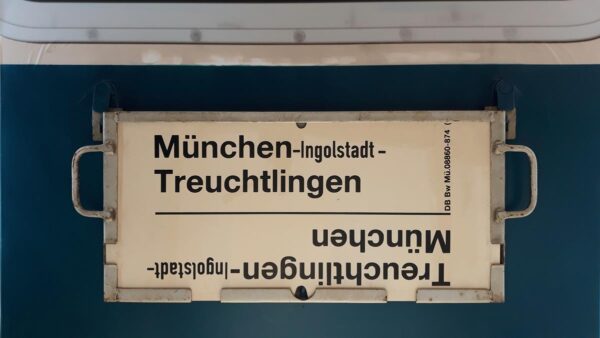 München-Ingolstadt-
Treuchtlingen
Treuchtlingen-Ingolstadt-
München
DB Bw Mü.08860-874